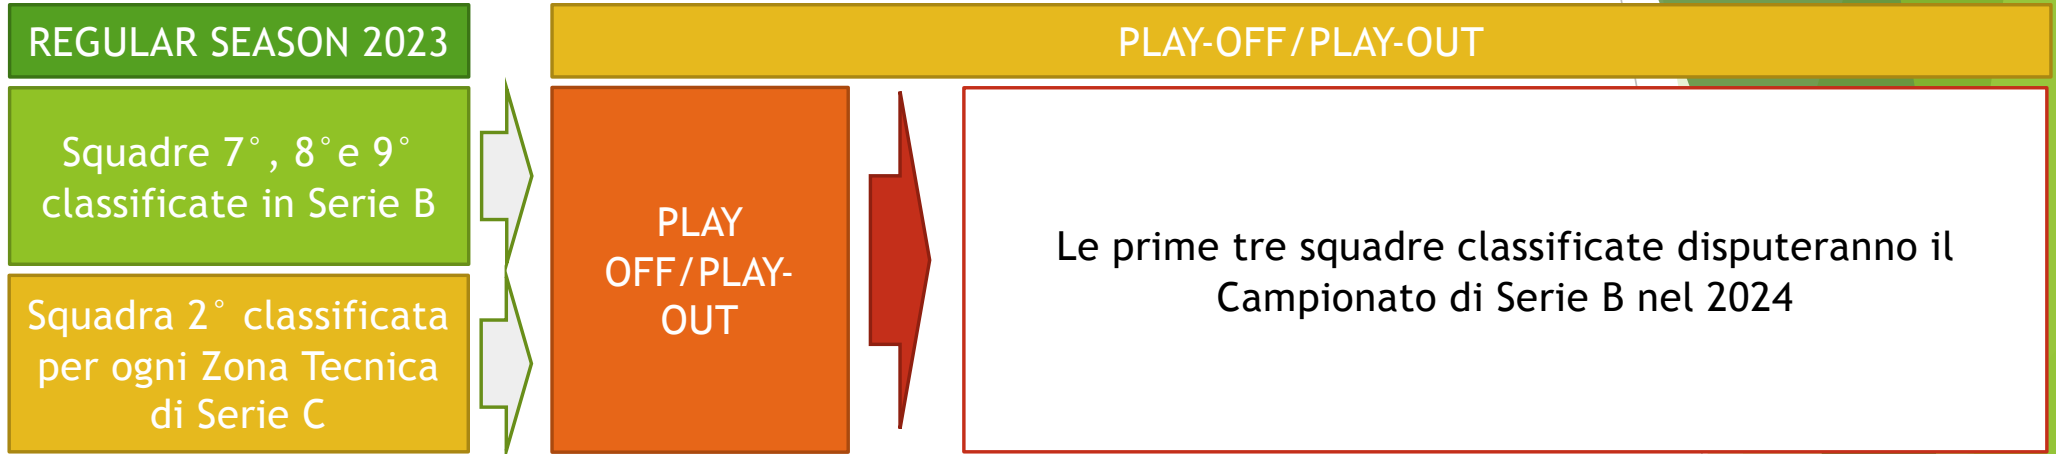 REGULAR SEASON 2023
PLAY-OFF/PLAY-OUT
Squadre 7°, 8°e 9°
classificate in Serie B
Squadra 2° classificata
per ogni Zona Tecnica
di Serie C
PLAY
OFF/PLAY-
OUT
Le prime tre squadre classificate disputeranno il
Campionato di Serie B nel 2024